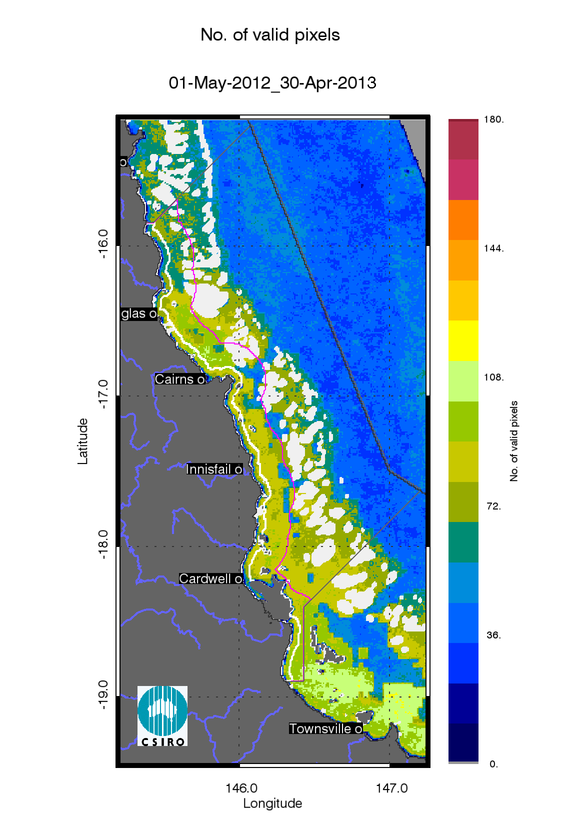 No. of valid pixels
01-May-2012_30-Apr-2013
180.
144.
108.
72.
36.
0.
No. of valid pixels
-16.0
-17.0
-18.0
-19.0
Latitude
o
glas o
Cairns o
Innisfail o
Cardwell o
Townsville o
CSIRO
146.0
147.0
Longitude